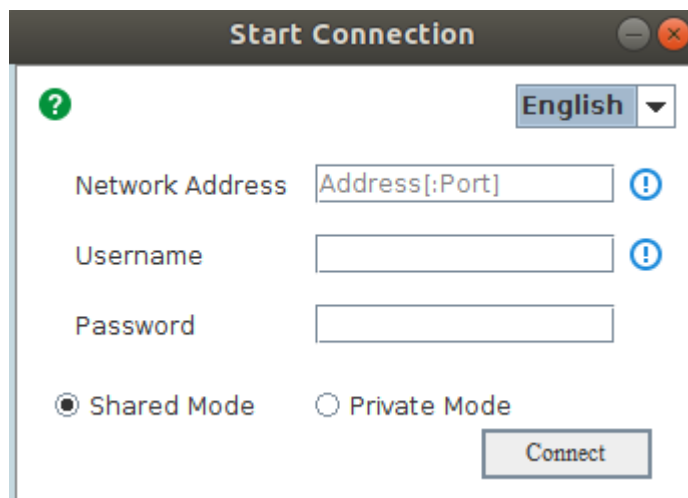 Start Connection
English
Network Address Address[:Port]
Username
Password
Shared Mode Private Mode
Connect